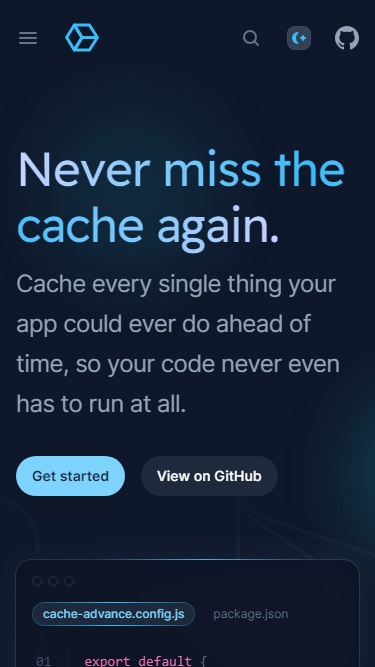 Never miss the
cache again.
Cache every single thing your
app could ever do ahead of
time, so your code never even
has to run at all.
Get started View on GitHub
cache-advance.config.js package.json
01 export default {